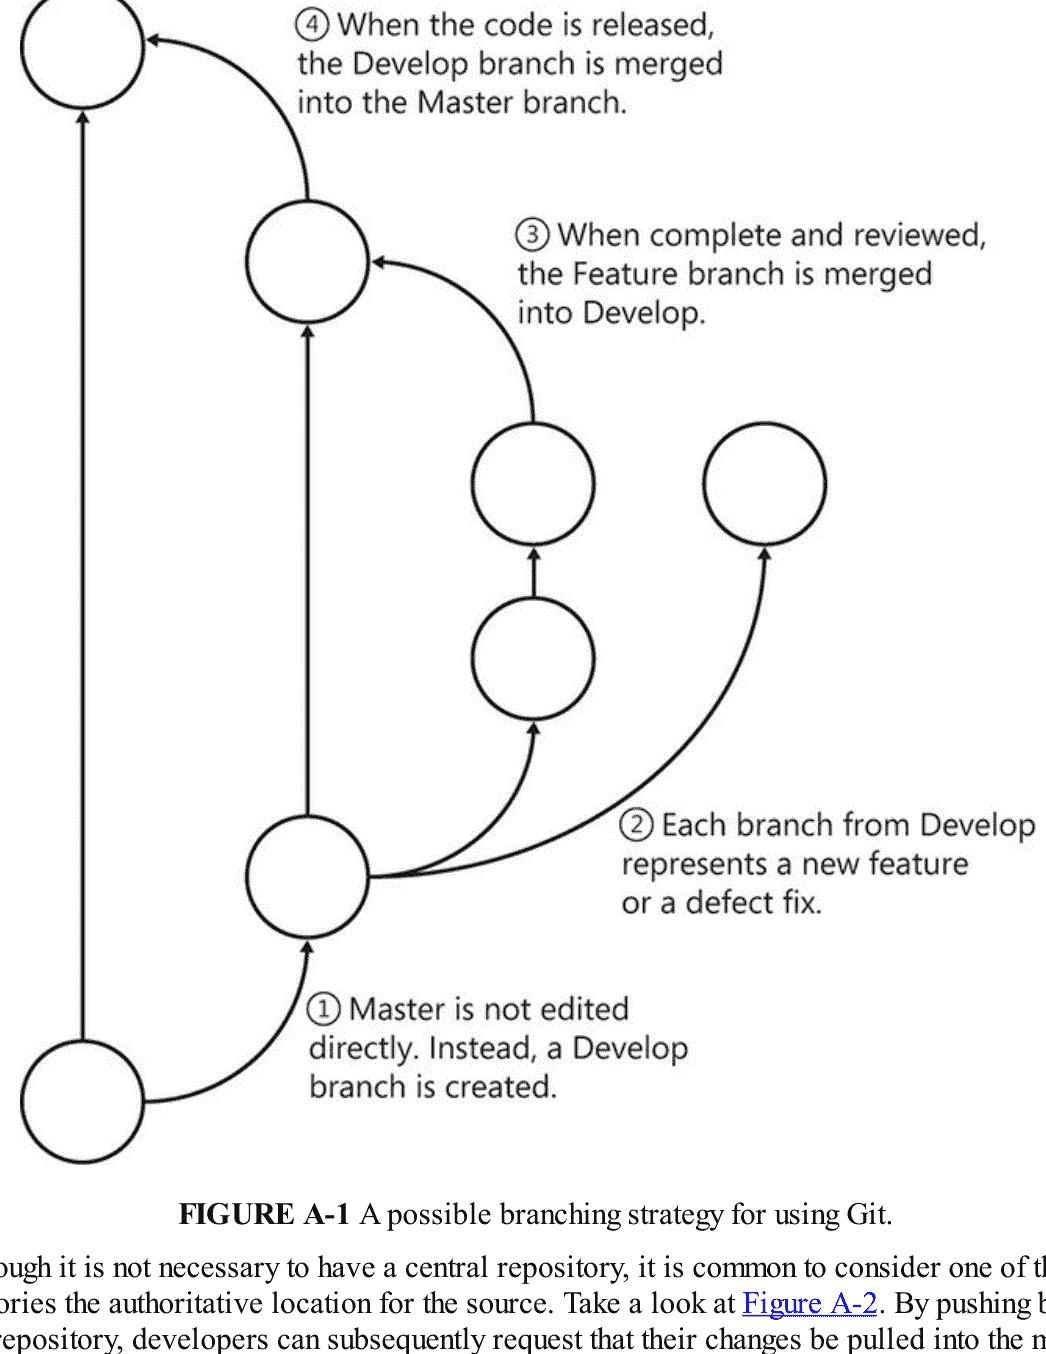 ④ When the code is released,
the Develop branch is merged
into the Master branch.
③ When complete and reviewed,
the Feature branch is merged
into Develop.
② Each branch from Develop
represents a new feature
or a defect fix.
① Master is not edited
directly. Instead, a Develop
branch is created.
FIGURE A-1 A possible branching strategy for using Git.
it is not necessary to have a central repository, it is common to consider one of
the authoritative location for the source. Take a look at Figure A-2. By pushing
repository, developers can subsequently request that their changes be pulled into the